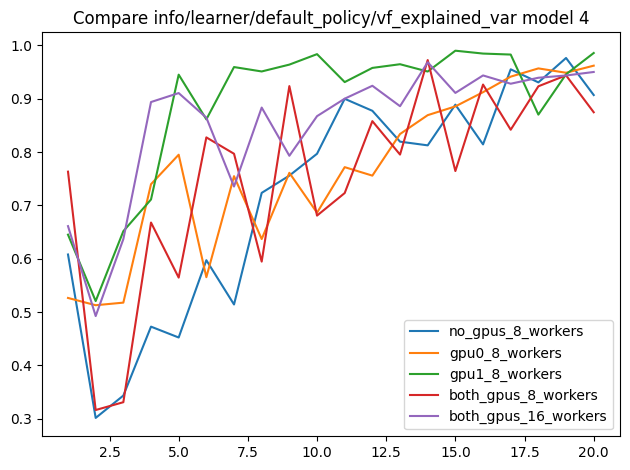 Compare info/learner/default_policy/vf_explained_var model 4
1.0
0.9
0.8
0.7
0.6
0.5
0.4
0.3
2.5 5.0 7.5 10.0 12.5 15.0 17.5 20.0
no_gpus_8_workers
gpu0_8_workers
gpu1_8_workers
both_gpus_8_workers
both_gpus_16_workers